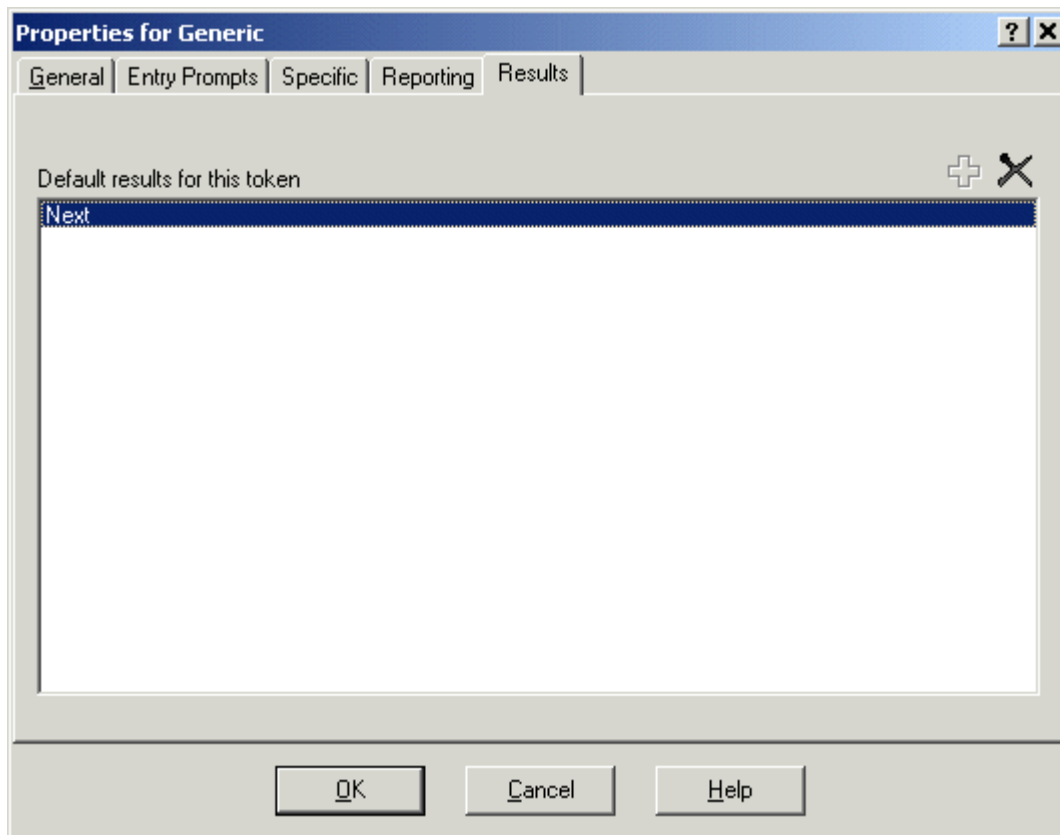 Properties for Generic
General Entry Prompts Specific Reporting Results
Default results for this token
Next
OK Cancel Help